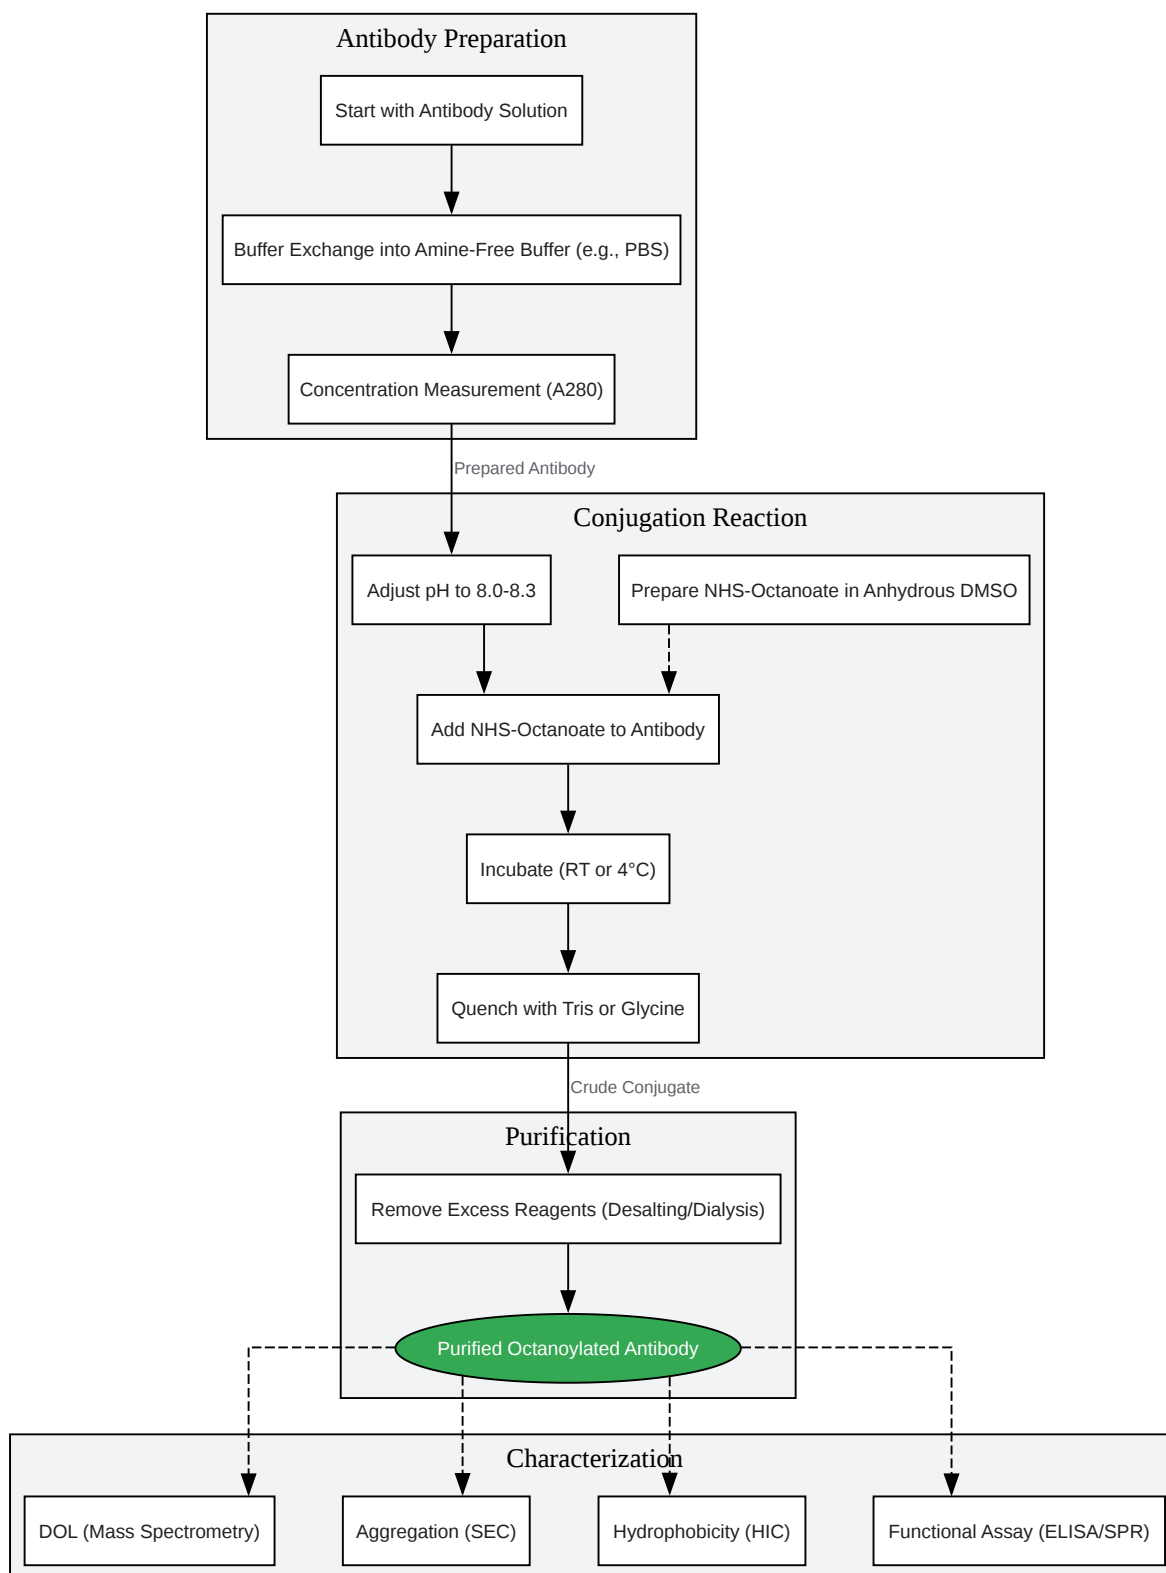 Antibody Preparation
Start with Antibody Solution
Buffer Exchange into Amine-Free Buffer (e.g., PBS)
Concentration Measurement (A280)
Prepared Antibody
Conjugation Reaction
Adjust pH to 8.0-8.3
Prepare NHS-Octanoate in Anhydrous DMSO
Add NHS-Octanoate to Antibody
Incubate (RT or 4°C)
Quench with Tris or Glycine
Crude Conjugate
Purification
Remove Excess Reagents (Desalting/Dialysis)
Purified Octanoylated Antibody
Characterization
DOL (Mass Spectrometry)
Aggregation (SEC)
Hydrophobicity (HIC)
Functional Assay (ELISA/SPR)